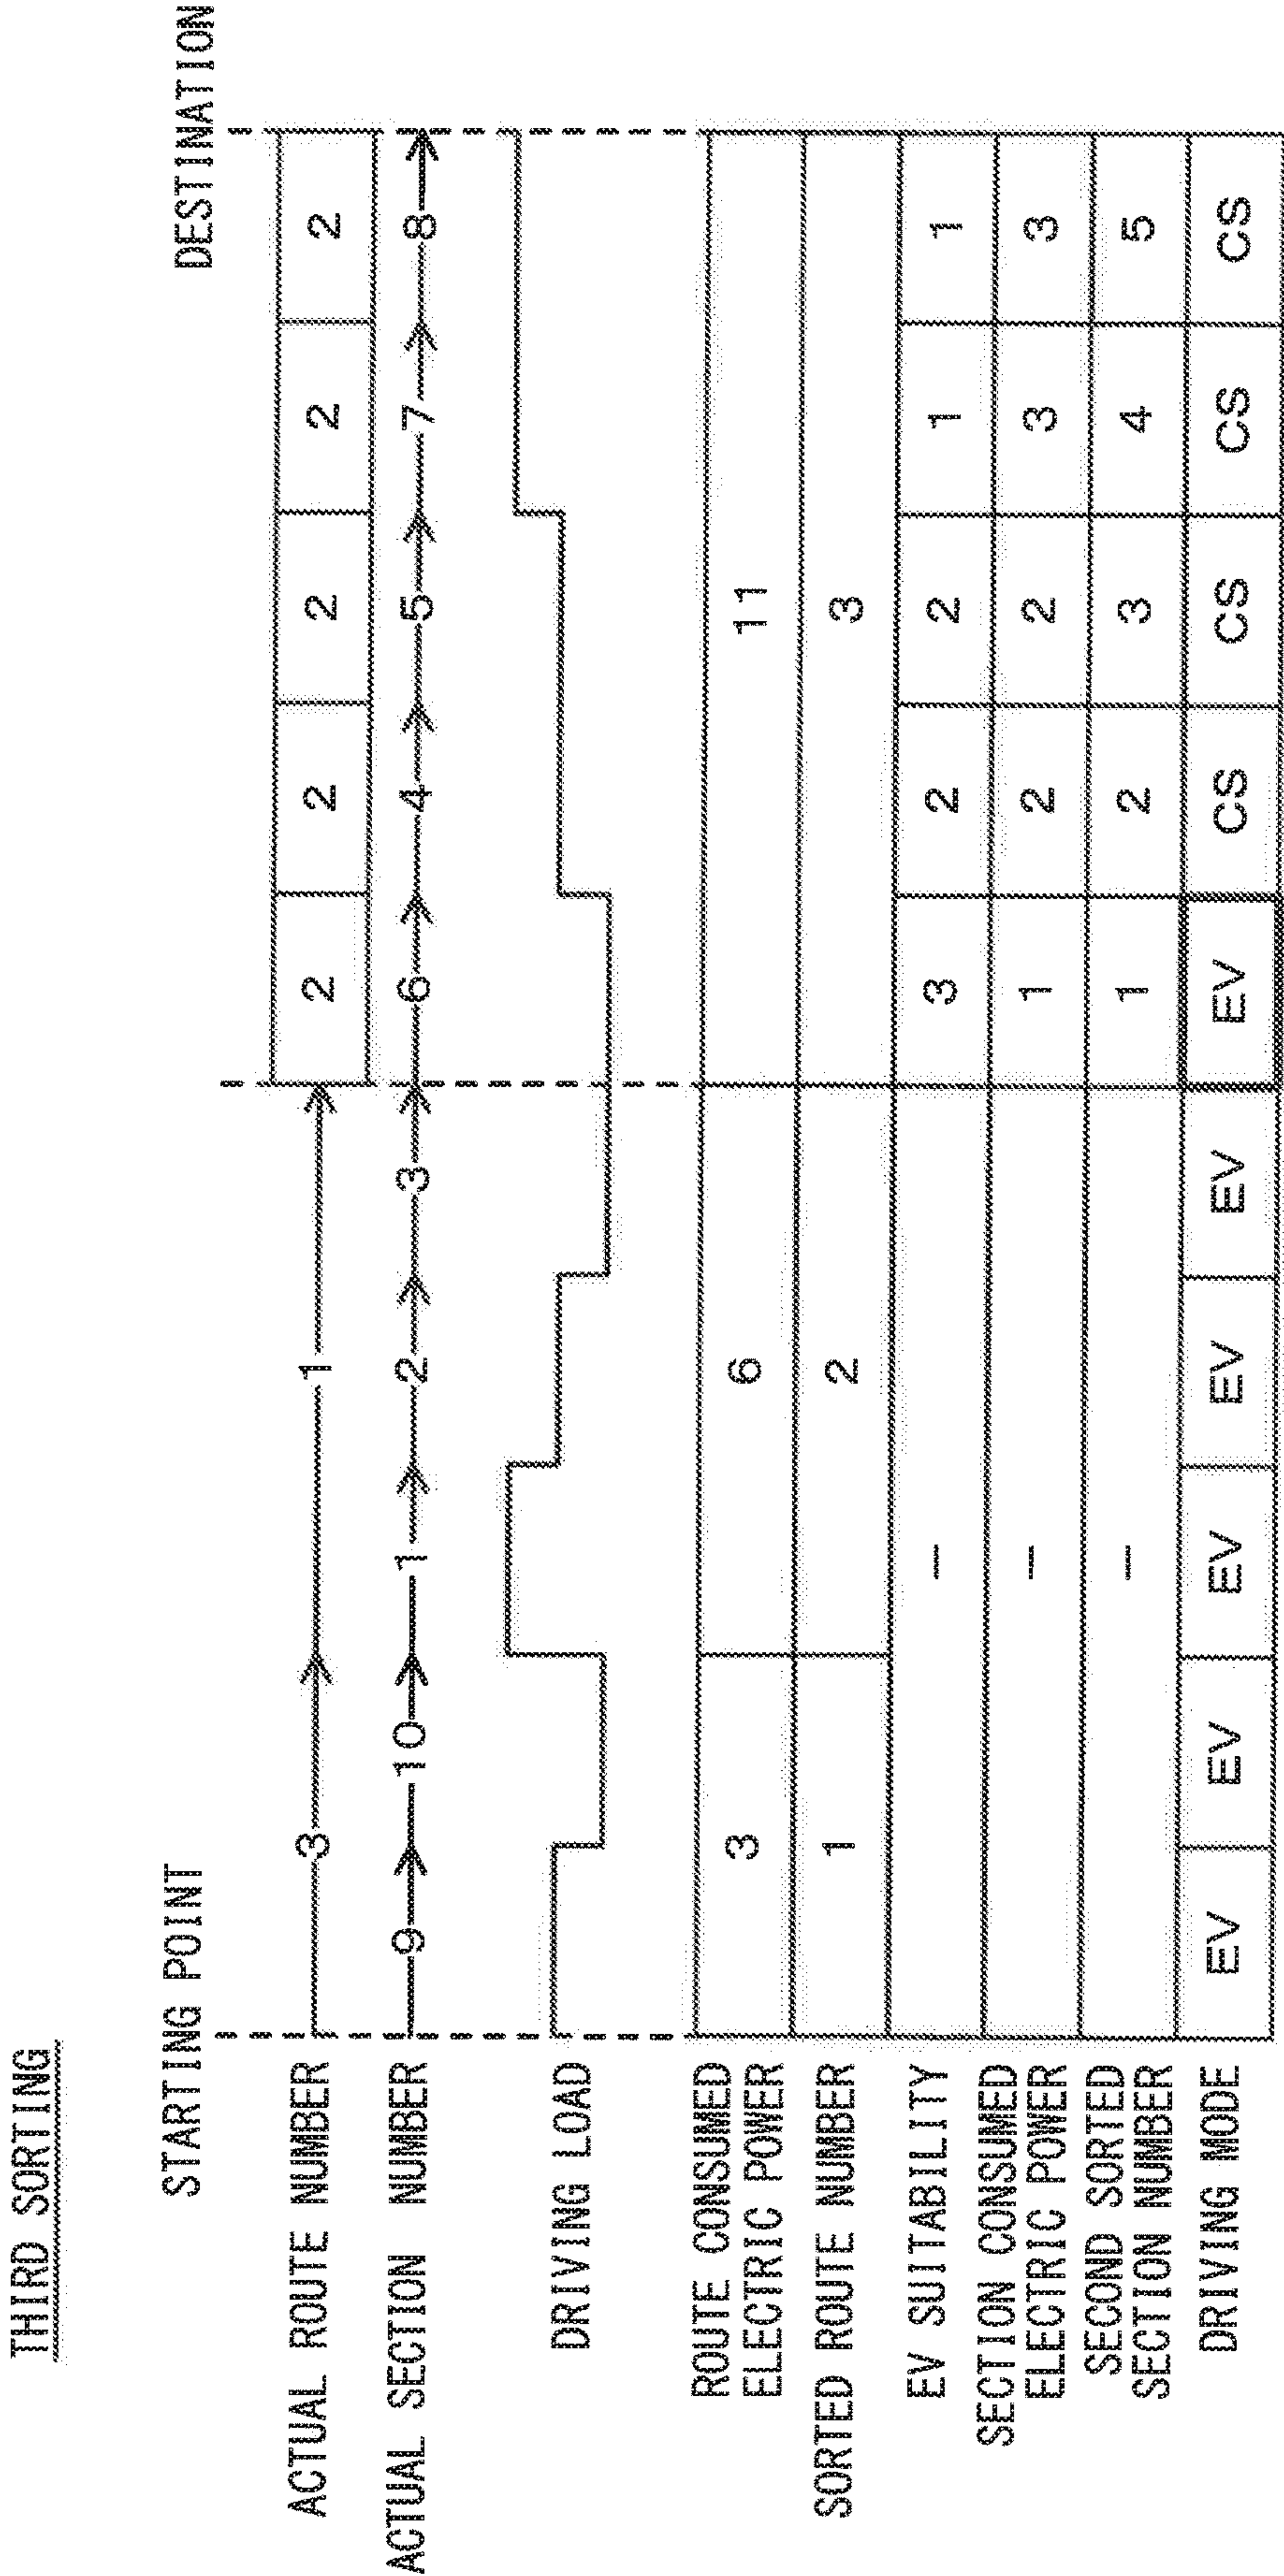 THIRD SORTING
STARTING POINT DESTINATION
ACTUAL ROUTE NUMBER 3 1 2 2 2 2 2
ACTUAL SECTION NUMBER 9 10 1 2 3 6 4 5 7 8
DRIVING LOAD
ROUTE CONSUMED
ELECTRIC POWER 3 6 11
SORTED ROUTE NUMBER 1 2 3
EV SUITABILITY - 3 2 2 1 1
SECTION CONSUMED
ELECTRIC POWER - 1 2 2 3 3
SECOND SORTED
SECTION NUMBER - 1 2 3 4 5
DRIVING MODE EV EV EV EV EV EV CS CS CS CS